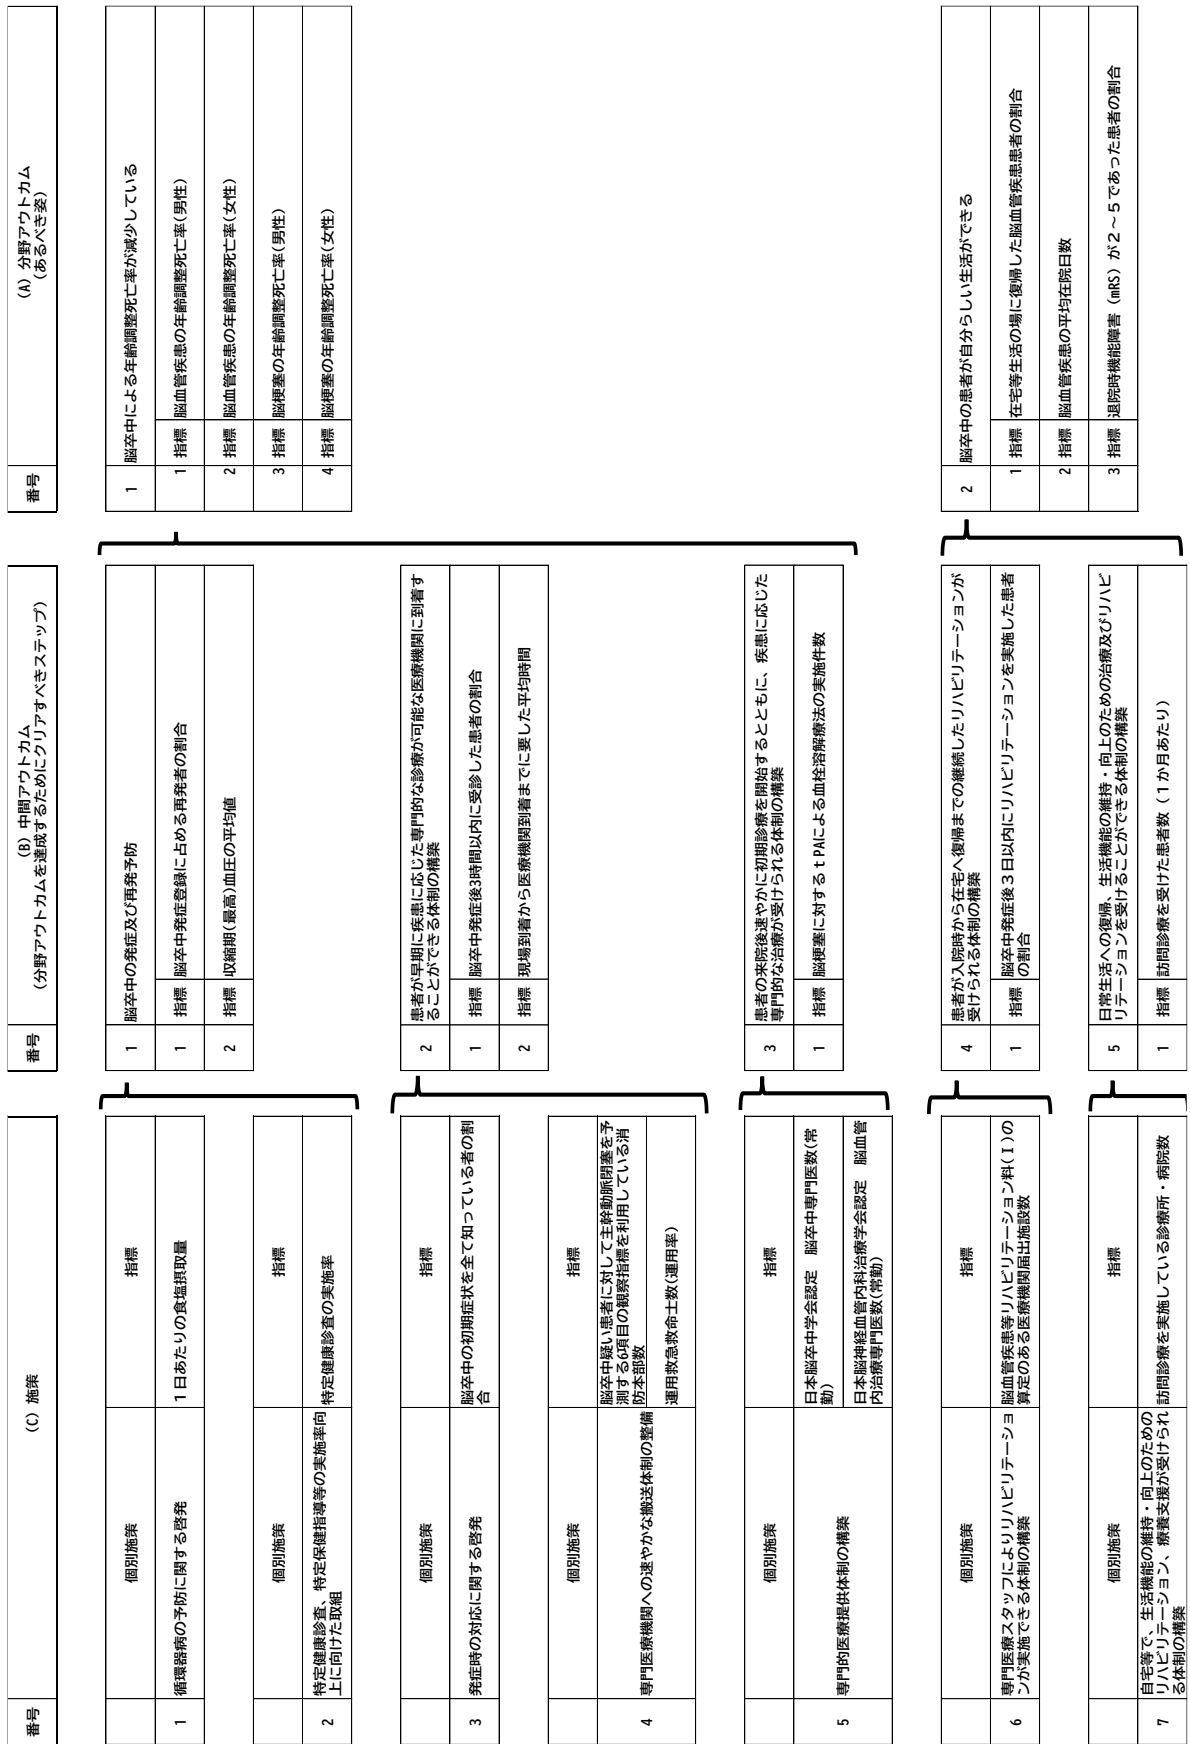 番号
(C) 施策
番号
(B) 中間アウトカム
(分野アウトカムを達成するためにクリアすべきステップ)
番号
(A) 分野アウトカム
(あるべき姿)
個別施策
指標
1
循環器病の予防に関する啓発
1日あたりの食塩摂取量
個別施策
指標
2
特定健康診査、特定保健指導等の実施率向
上に向けた取組
特定健康診査の実施率
1
脳卒中の発症及び再発予防
1
指標
脳卒中発症登録に占める再発者の割合
2
指標
収縮期(最高)血圧の平均値
1
脳卒中による年齢調整死亡率が減少している
1
指標
脳血管疾患の年齢調整死亡率(男性)
2
指標
脳血管疾患の年齢調整死亡率(女性)
3
指標
脳梗塞の年齢調整死亡率(男性)
4
指標
脳梗塞の年齢調整死亡率(女性)
個別施策
指標
3
発症時の対応に関する啓発
脳卒中の初期症状を全て知っている者の割
合
個別施策
指標
4
専門医療機関への速やかな搬送体制の整備
脳卒中疑い患者に対して主幹動脈閉塞を予
測する6項目の観察指標を利用している消
防本部数
運用救急救命士数(運用率)
2
患者が早期に疾患に応じた専門的な診療が可能な医療機関に到着す
ることができる体制の構築
1
指標
脳卒中発症後3時間以内に受診した患者の割合
2
指標
現場到着から医療機関到着までに要した平均時間
個別施策
指標
5
専門的医療提供体制の構築
日本脳卒中学会認定 脳卒中専門医数(常
勤)
日本脳神経血管内科治療学会認定 脳血管
内治療専門医数(常勤)
3
患者の来院後速やかに初期診療を開始するとともに、疾患に応じた
専門的な治療が受けられる体制の構築
1
指標
脳梗塞に対するｔPAによる血栓溶解療法の実施件数
個別施策
指標
6
専門医療スタッフによりリハビリテーショ
ンが実施できる体制の構築
脳血管疾患等リハビリテーション料(Ⅰ)の
算定のある医療機関届出施設数
4
患者が入院時から在宅へ復帰までの継続したリハビリテーションが
受けられる体制の構築
1
指標
脳卒中発症後３日以内にリハビリテーションを実施した患者
の割合
2
脳卒中の患者が自分らしい生活ができる
1
指標
在宅等生活の場に復帰した脳血管疾患患者の割合
2
指標
脳血管疾患の平均在院日数
3
指標
退院時機能障害（mRS）が２～５であった患者の割合
個別施策
指標
7
自宅等で、生活機能の維持・向上のための
リハビリテーション、療養支援が受けられ
る体制の構築
訪問診療を実施している診療所・病院数
5
日常生活への復帰、生活機能の維持・向上のための治療及びリハビ
リテーションを受けることができる体制の構築
1
指標
訪問診療を受けた患者数（１か月あたり）